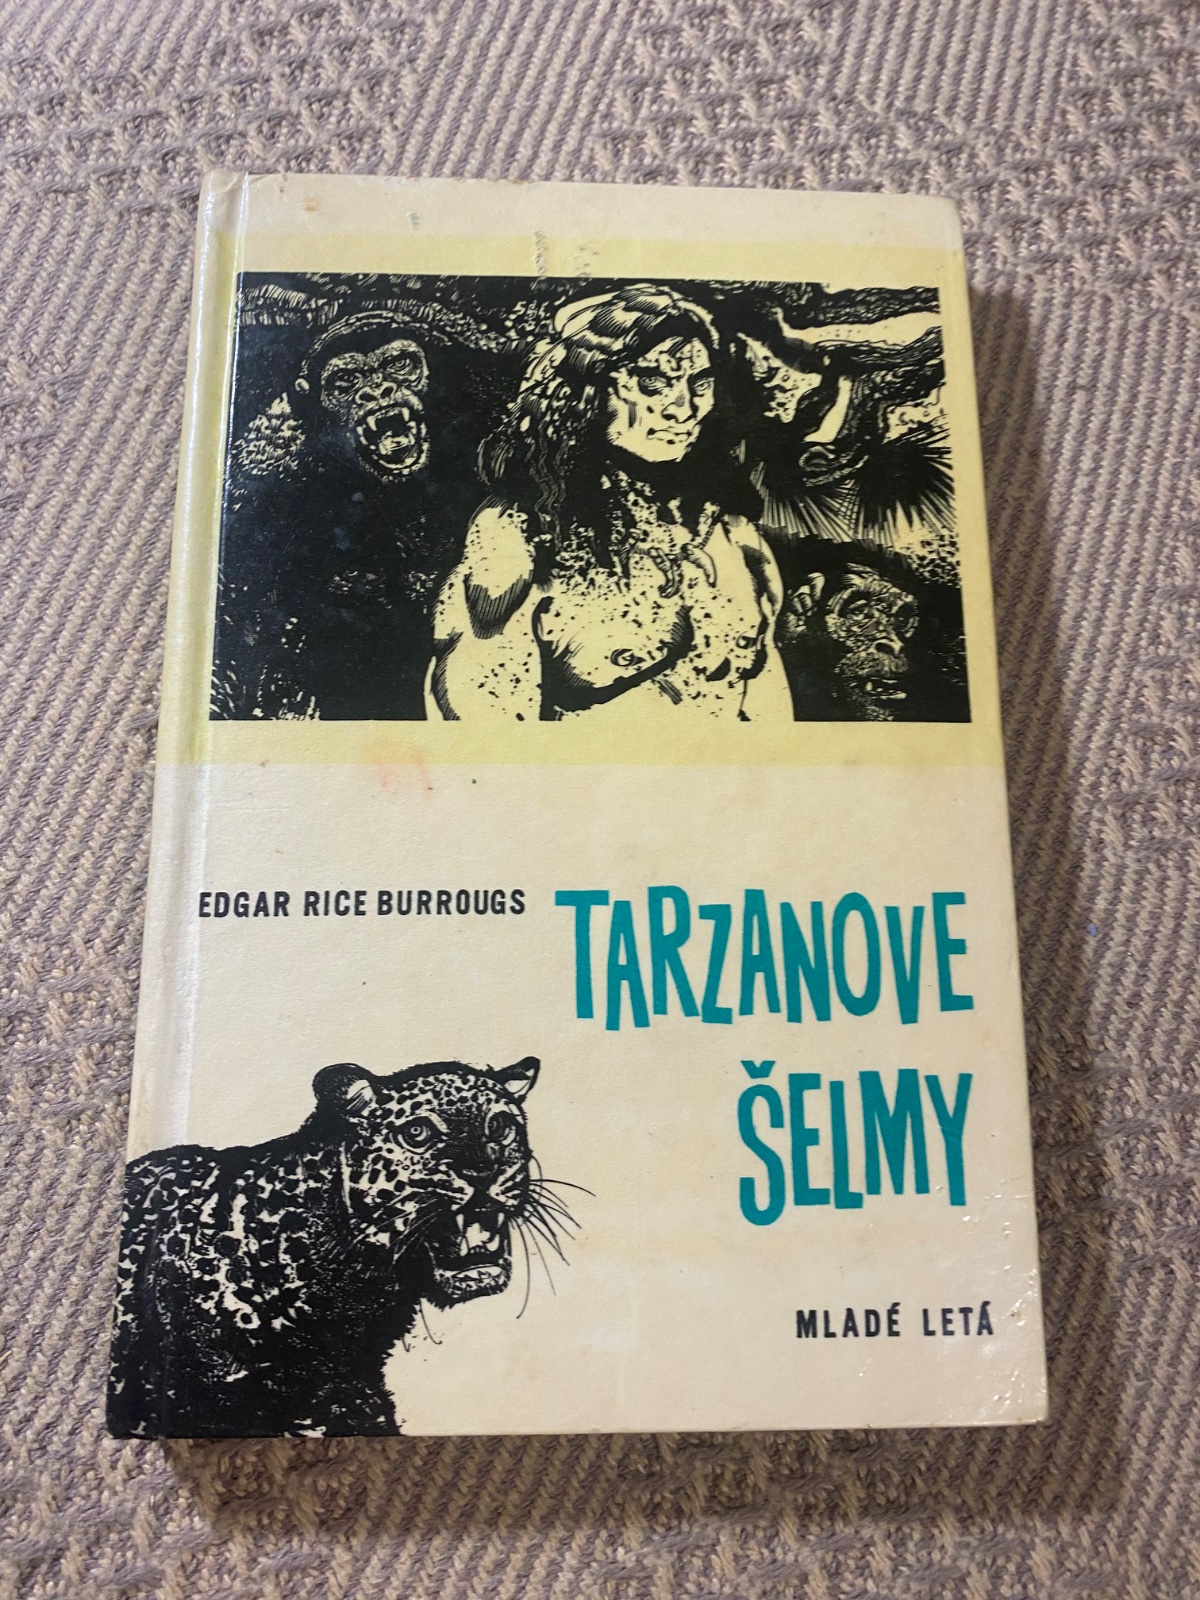 EDGAR RICE BURROUGS
TARZANOVE
ŠELMY
MLADÉ LETÁ